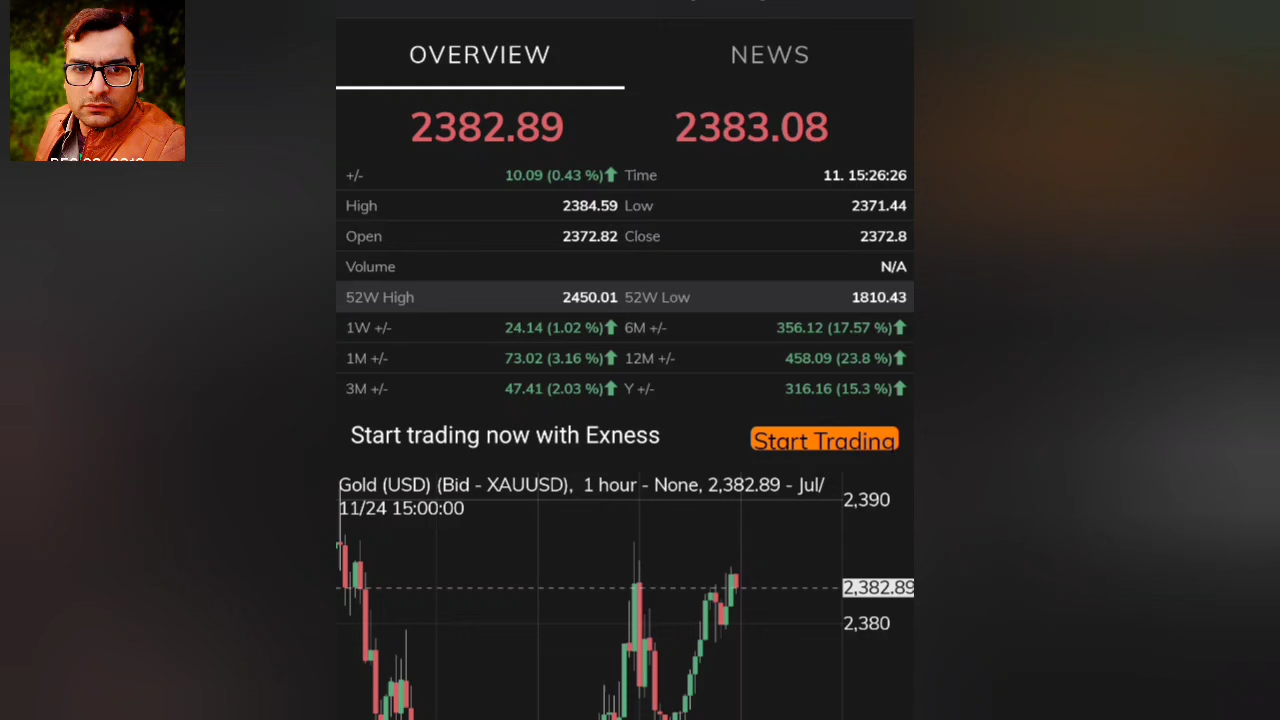 OVERVIEW NEWS
2382.89 2383.08
+/- 10.09 (0.43 %) Time 11. 15:26:26
High 2384.59 Low 2371.44
Open 2372.82 Close 2372.8
Volume N/A
52W High 2450.01 52W Low 1810.43
1W +/- 24.14 (1.02 %) 6M +/- 356.12 (17.57 %)
1M +/- 73.02 (3.16 %) 12M +/- 458.09 (23.8 %)
3M +/- 47.41 (2.03 %) Y +/- 316.16 (15.3 %)
Start trading now with Exness Start Trading
Gold (USD) (Bid - XAUUSD), 1 hour - None, 2,382.89 - Jul/
11/24 15:00:00
2,390
2,382.89
2,380